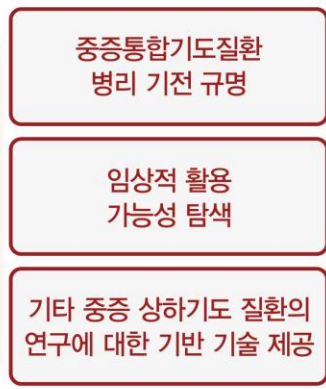 중증통합기도질환
병리 기전 규명
임상적 활용
가능성 탐색
기타 중증 상하기도 질환의
연구에 대한 기반 기술 제공